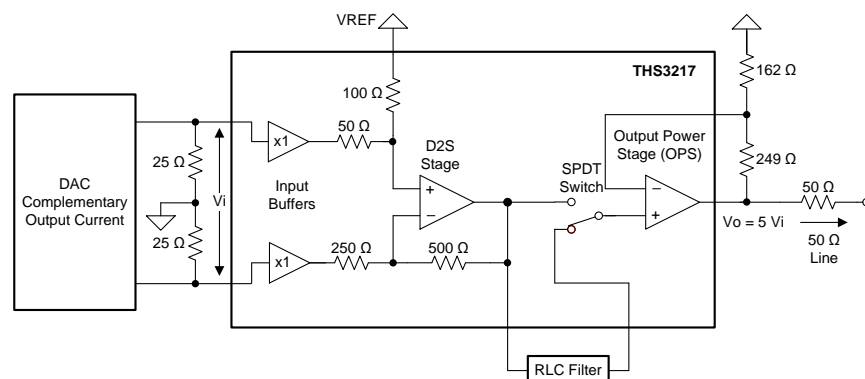 VREF
THS3217
162 Ω
100 Ω
50 Ω
D2S
Stage
Output Power
Stage (OPS)
249 Ω
x1
25 Ω
Vi
SPDT
Switch
50 Ω
DAC
Complementary
Output Current
Input
Buffers
+
−
−
+
Vo = 5 Vi
50 Ω
Line
25 Ω
250 Ω
500 Ω
x1
RLC Filter